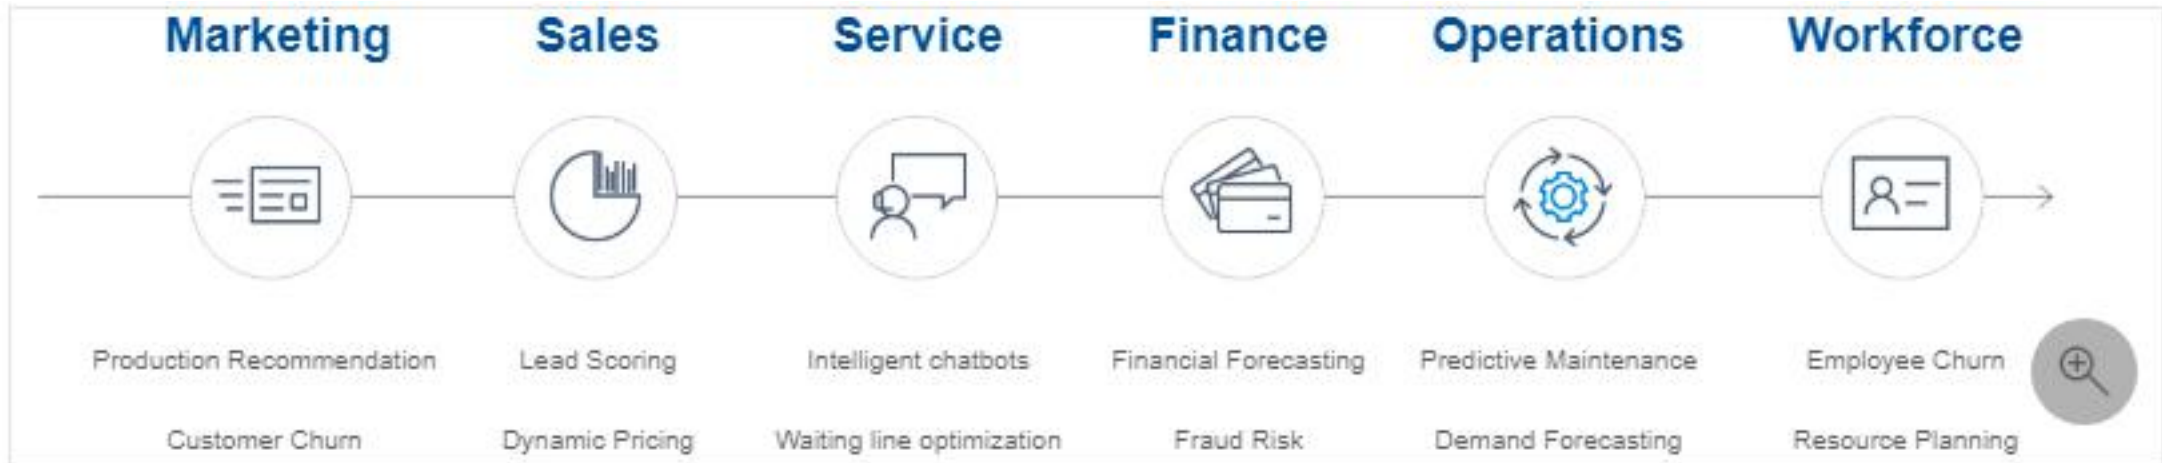 Marketing Sales Service Finance Operations Workforce
Production Recommendation Lead Scoring Intelligent chatbots Financial Forecasting Predictive Maintenance Employee Churn
Customer Churn Dynamic Pricing Waiting line optimization Fraud Risk Demand Forecasting Resource Planning